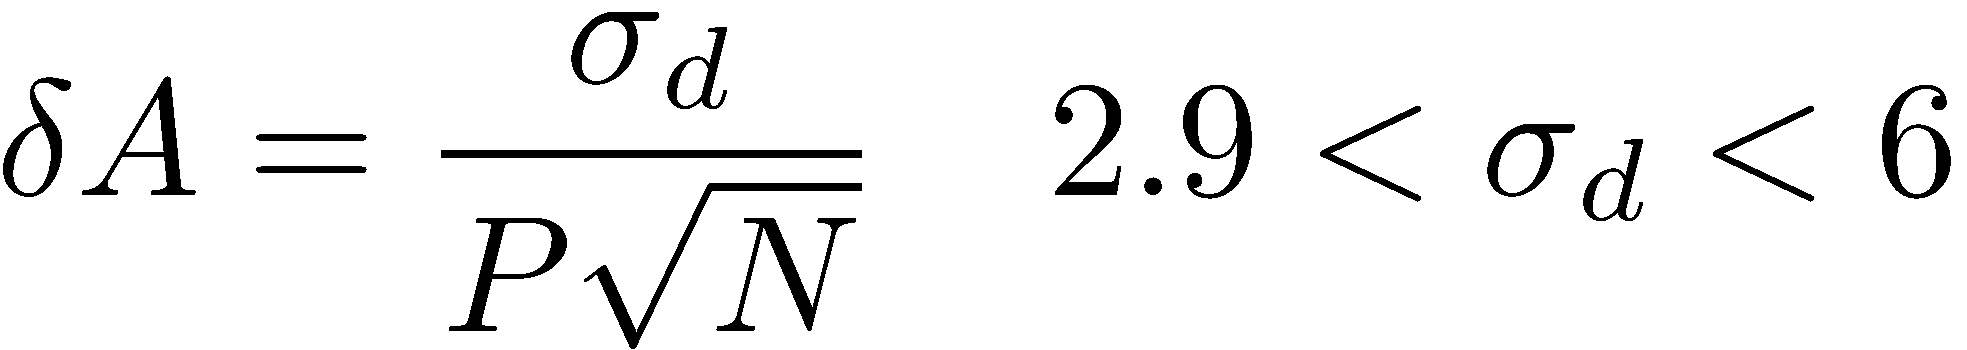 δA = σ_d / (P√N)    2.9 < σ_d < 6